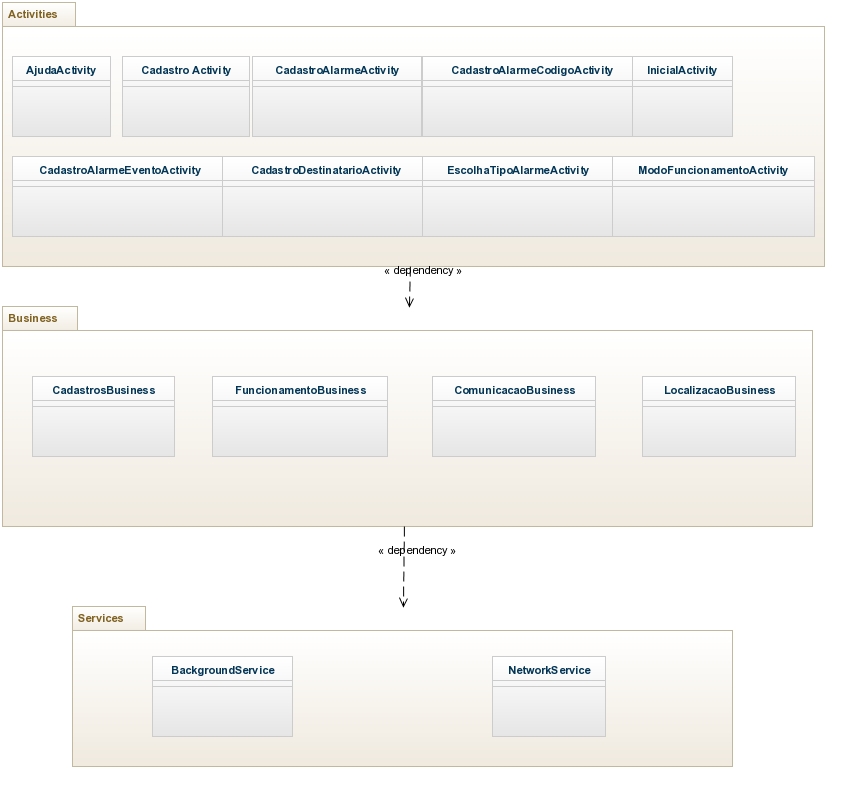 Activities
AjudaActivity
Cadastro Activity
CadastroAlarmeActivity
CadastroAlarmeCodigoActivity
InicialActivity
CadastroAlarmeEventoActivity
CadastroDestinatarioActivity
EscolhaTipoAlarmeActivity
ModoFuncionamentoActivity
« dependency »
Business
CadastrosBusiness
FuncionamentoBusiness
ComunicacaoBusiness
LocalizacaoBusiness
« dependency »
Services
BackgroundService
NetworkService